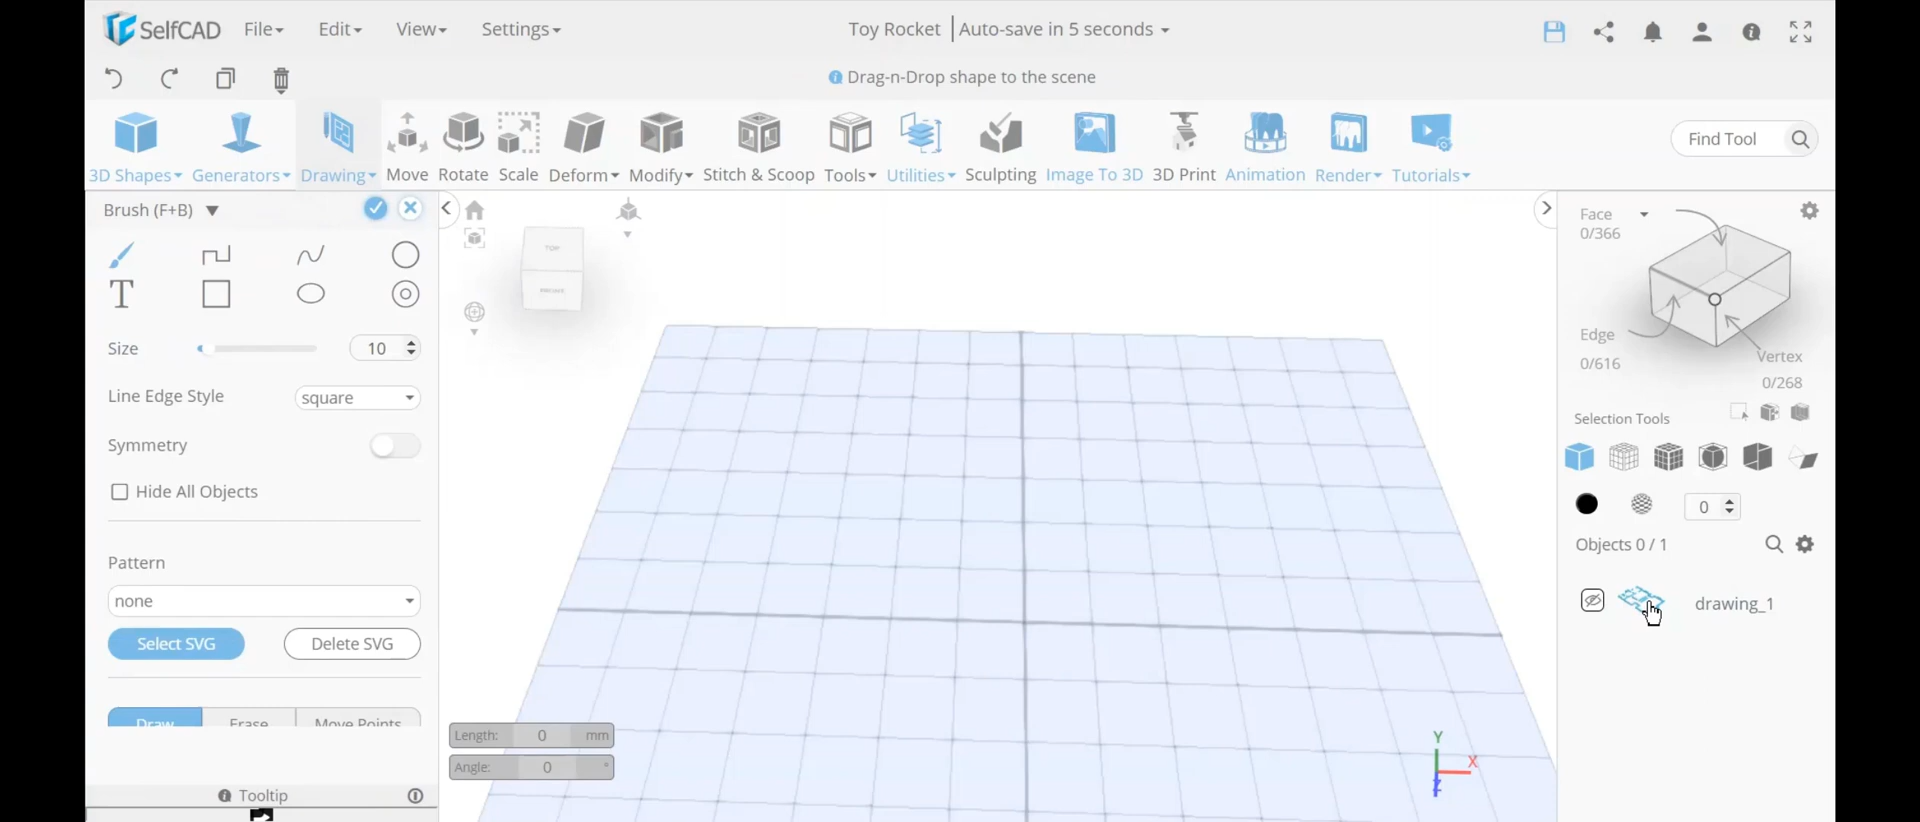 SelfCAD File Edit View Settings Toy Rocket Auto-save in 5 seconds
Drag-n-Drop shape to the scene
3D Shapes Generators Drawing Move Rotate Scale Deform Modify Stitch & Scoop Tools Utilities Sculpting Image To 3D 3D Print Animation Render Tutorials Find Tool
Brush (F+B)
T
Size 10
Line Edge Style square
Symmetry
Hide All Objects
Pattern
none
Select SVG Delete SVG
Draw Erase Move Points
Tooltip
TOP
Length: 0 mm
Angle: 0 °
Y
X
Z
Face
0/366
Edge
0/616
Vertex
0/268
Selection Tools
0
Objects 0 / 1
drawing_1